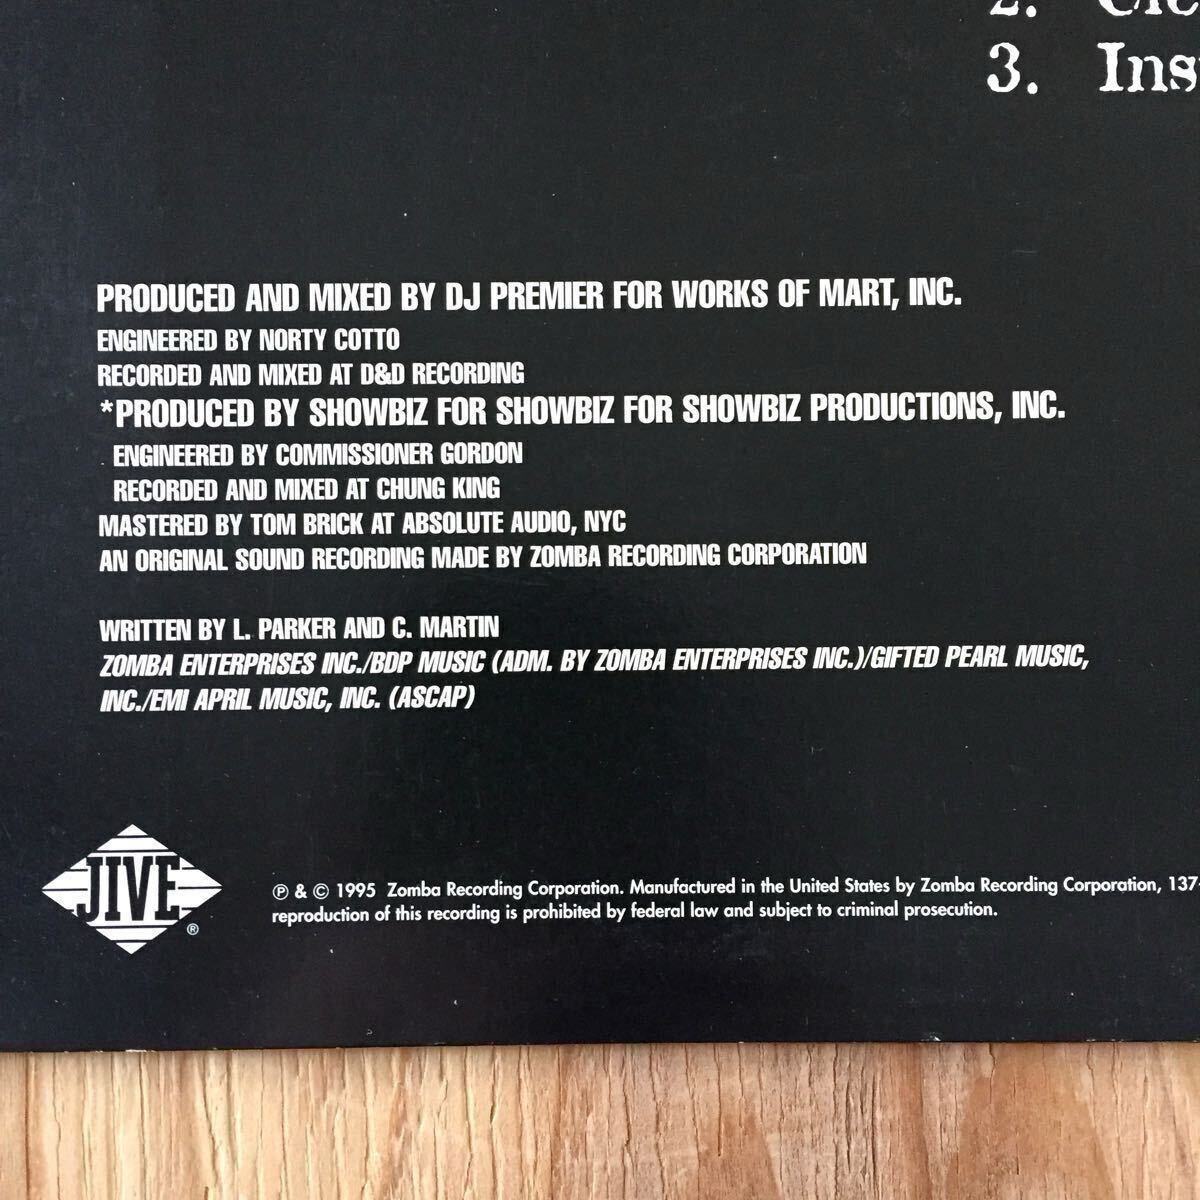 2.
3.
PRODUCED AND MIXED BY DJ PREMIER FOR WORKS OF MART, INC.
ENGINEERED BY NORTY COTTO
RECORDED AND MIXED AT D&D RECORDING
*PRODUCED BY SHOWBIZ FOR SHOWBIZ FOR SHOWBIZ PRODUCTIONS, INC.
ENGINEERED BY COMMISSIONER GORDON
RECORDED AND MIXED AT CHUNG KING
MASTERED BY TOM BRICK AT ABSOLUTE AUDIO, NYC
AN ORIGINAL SOUND RECORDING MADE BY ZOMBA RECORDING CORPORATION
WRITTEN BY L. PARKER AND C. MARTIN
ZOMBA ENTERPRISES INC./BDP MUSIC (ADM. BY ZOMBA ENTERPRISES INC.)/GIFTED PEARL MUSIC,
INC./EMI APRIL MUSIC, INC. (ASCAP)
JIVE ®
℗ & © 1995 Zomba Recording Corporation. Manufactured in the United States by Zomba Recording Corporation, 137-
reproduction of this recording is prohibited by federal law and subject to criminal prosecution.